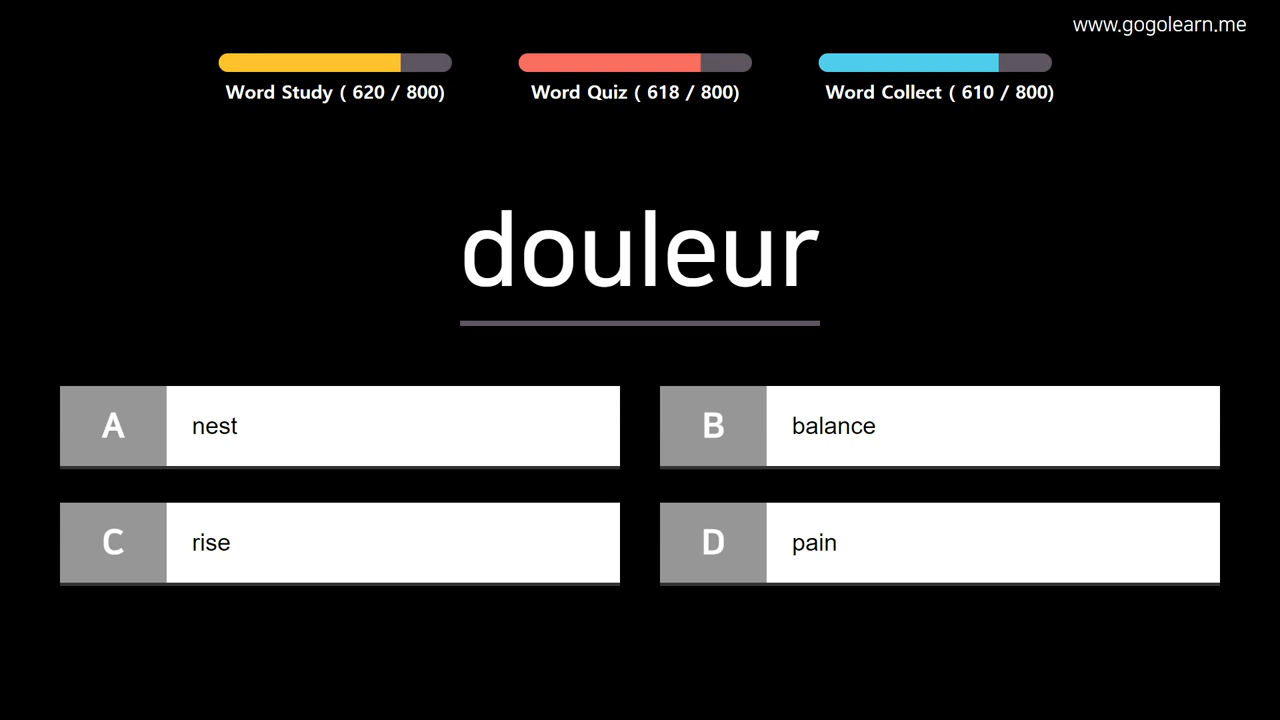 www.gogolearn.me
Word Study ( 620 / 800)
Word Quiz ( 618 / 800)
Word Collect ( 610 / 800)
douleur
A nest
B balance
C rise
D pain